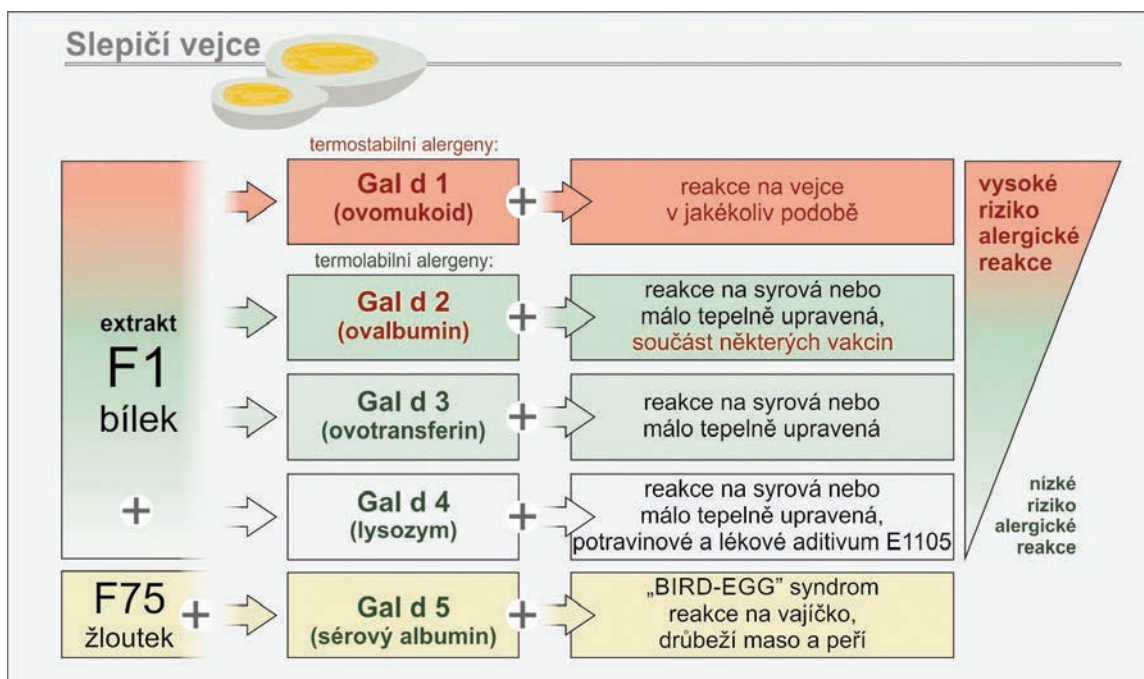 Slepičí vejce
termostabilní alergeny:
Gal d 1
(ovomukoid)
+
reakce na vejce
v jakékoliv podobě
vysoké
riziko
alergické
reakce
termolabilní alergeny:
extrakt
F1
bílek
+
Gal d 2
(ovalbumin)
+
reakce na syrová nebo
málo tepelně upravená,
součást některých vakcin
Gal d 3
(ovotransferin)
+
reakce na syrová nebo
málo tepelně upravená
Gal d 4
(lysozym)
+
reakce na syrová nebo
málo tepelně upravená,
potravinové a lékové aditivum E1105
nízké
riziko
alergické
reakce
F75
žloutek
+
Gal d 5
(sérový albumin)
+
„BIRD-EGG” syndrom
reakce na vajíčko,
drůbeží maso a peří